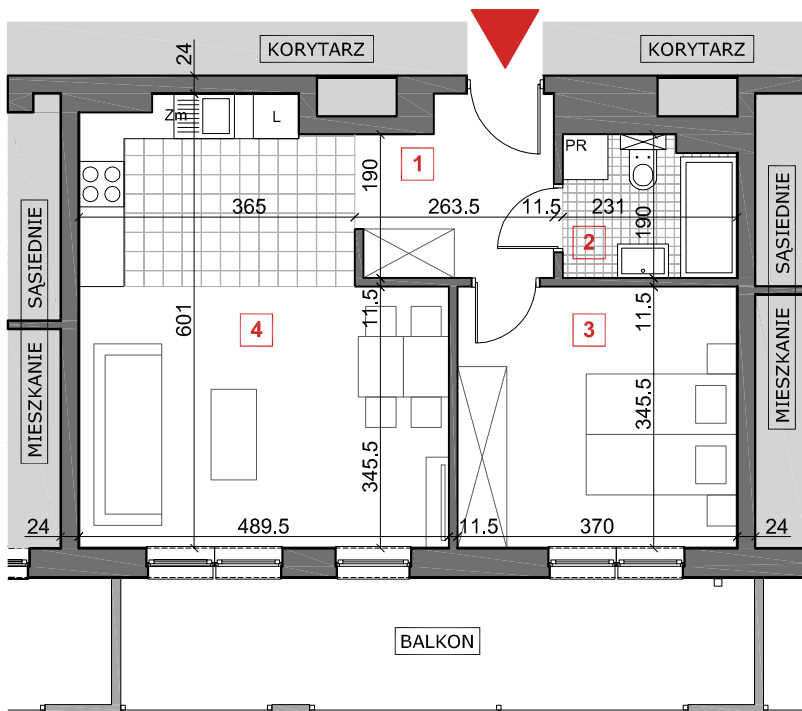 KORYTARZ
KORYTARZ
24
Zm
L
1
PR
190
365
263.5
11.5
231
2
190
SĄSIEDNIE
MIESZKANIE
SĄSIEDNIE
MIESZKANIE
601
4
11.5
3
11.5
345.5
345.5
24
489.5
11.5
370
24
BALKON